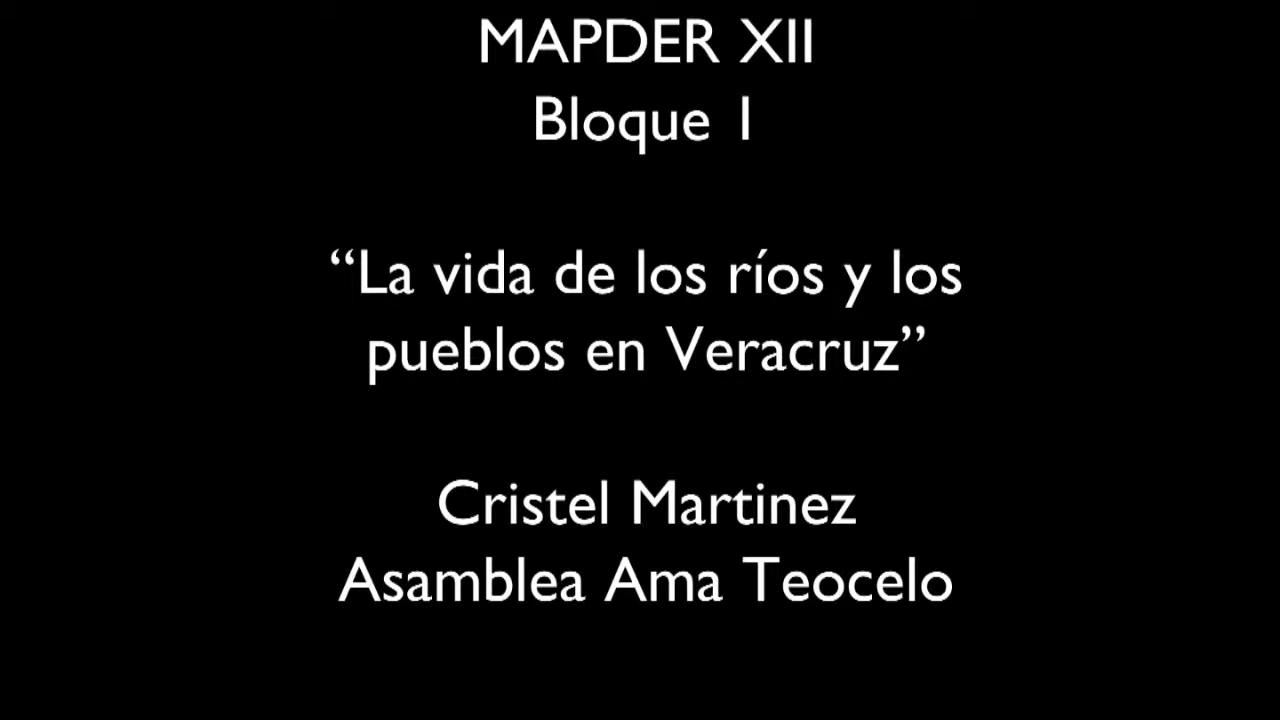 MAPDER XII
Bloque 1
“La vida de los ríos y los
pueblos en Veracruz”
Cristel Martinez
Asamblea Ama Teocelo